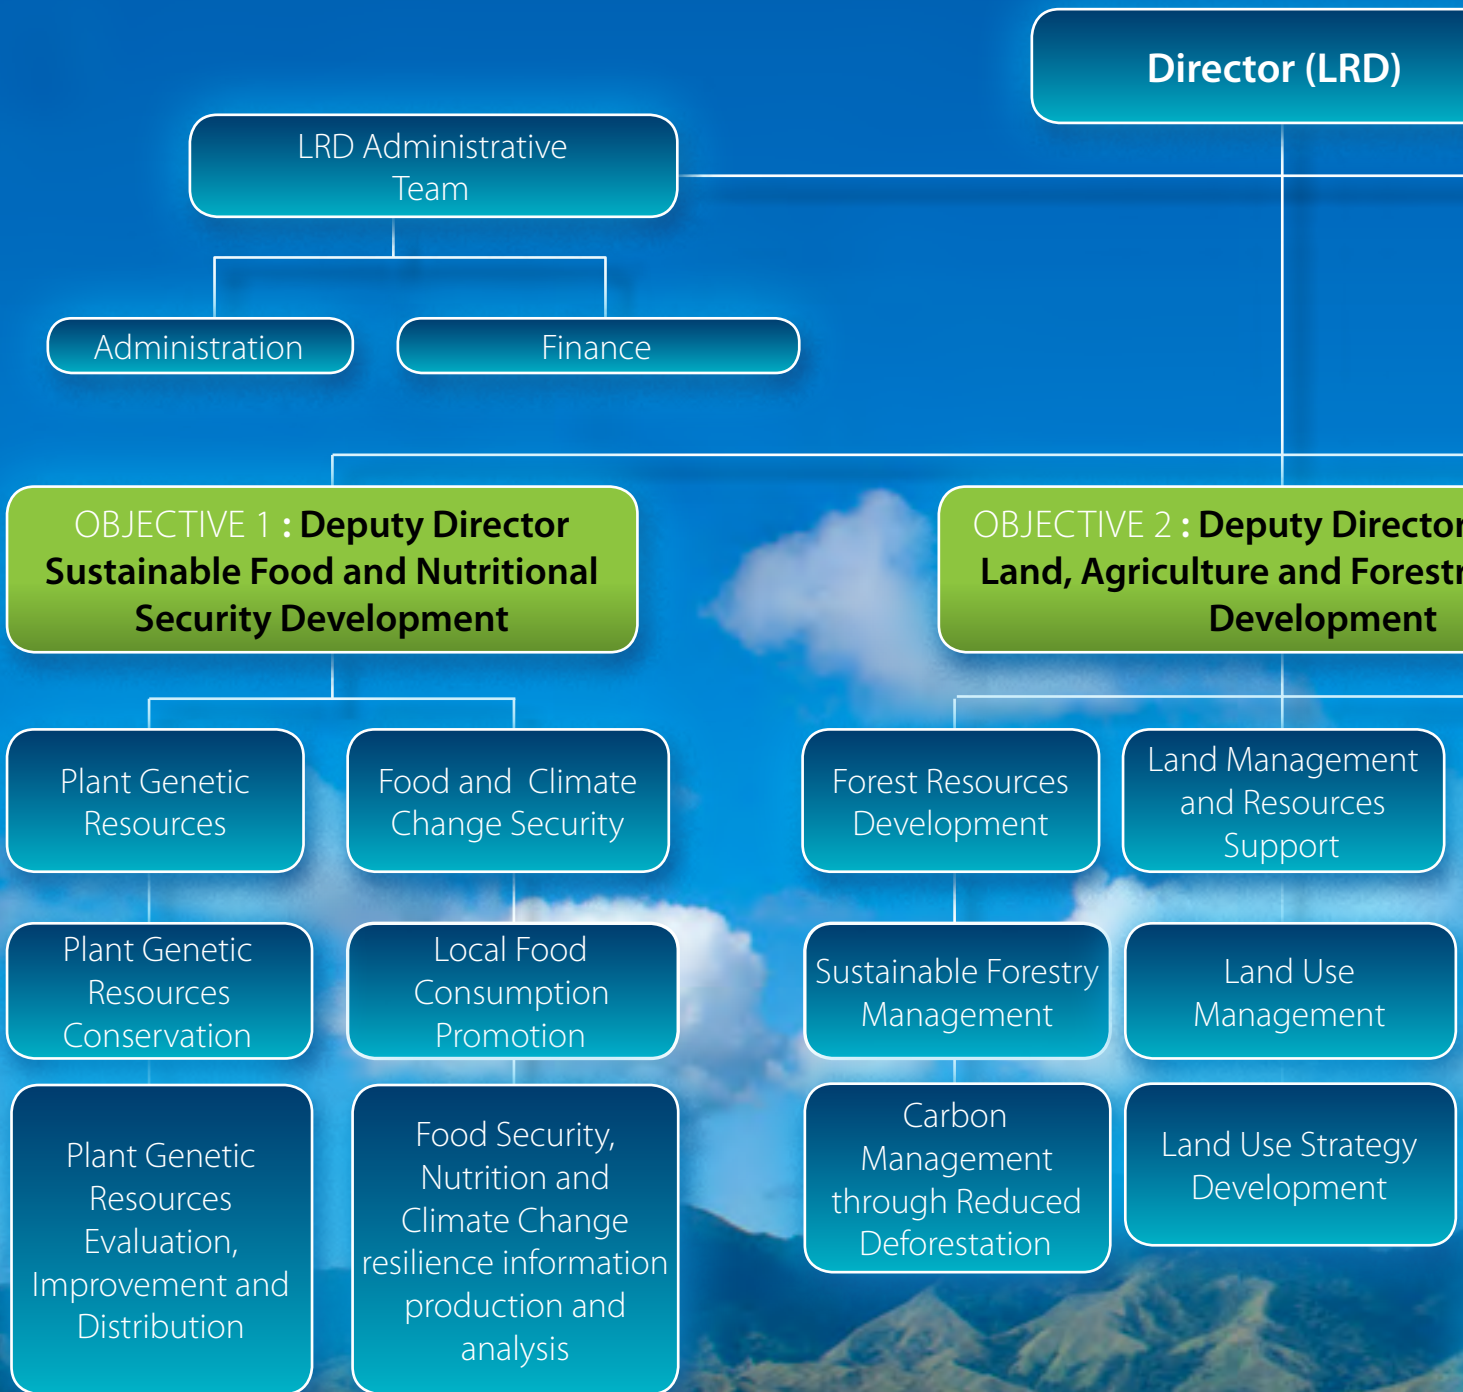 Director (LRD)
LRD Administrative
Team
Administration
Finance
OBJECTIVE 1 : Deputy Director
Sustainable Food and Nutritional
Security Development
OBJECTIVE 2 : Deputy Director
Land, Agriculture and Forestr
Development
Plant Genetic
Resources
Food and Climate
Change Security
Forest Resources
Development
Land Management
and Resources
Support
Plant Genetic
Resources
Conservation
Local Food
Consumption
Promotion
Sustainable Forestry
Management
Land Use
Management
Plant Genetic
Resources
Evaluation,
Improvement and
Distribution
Food Security,
Nutrition and
Climate Change
resilience information
production and
analysis
Carbon
Management
through Reduced
Deforestation
Land Use Strategy
Development